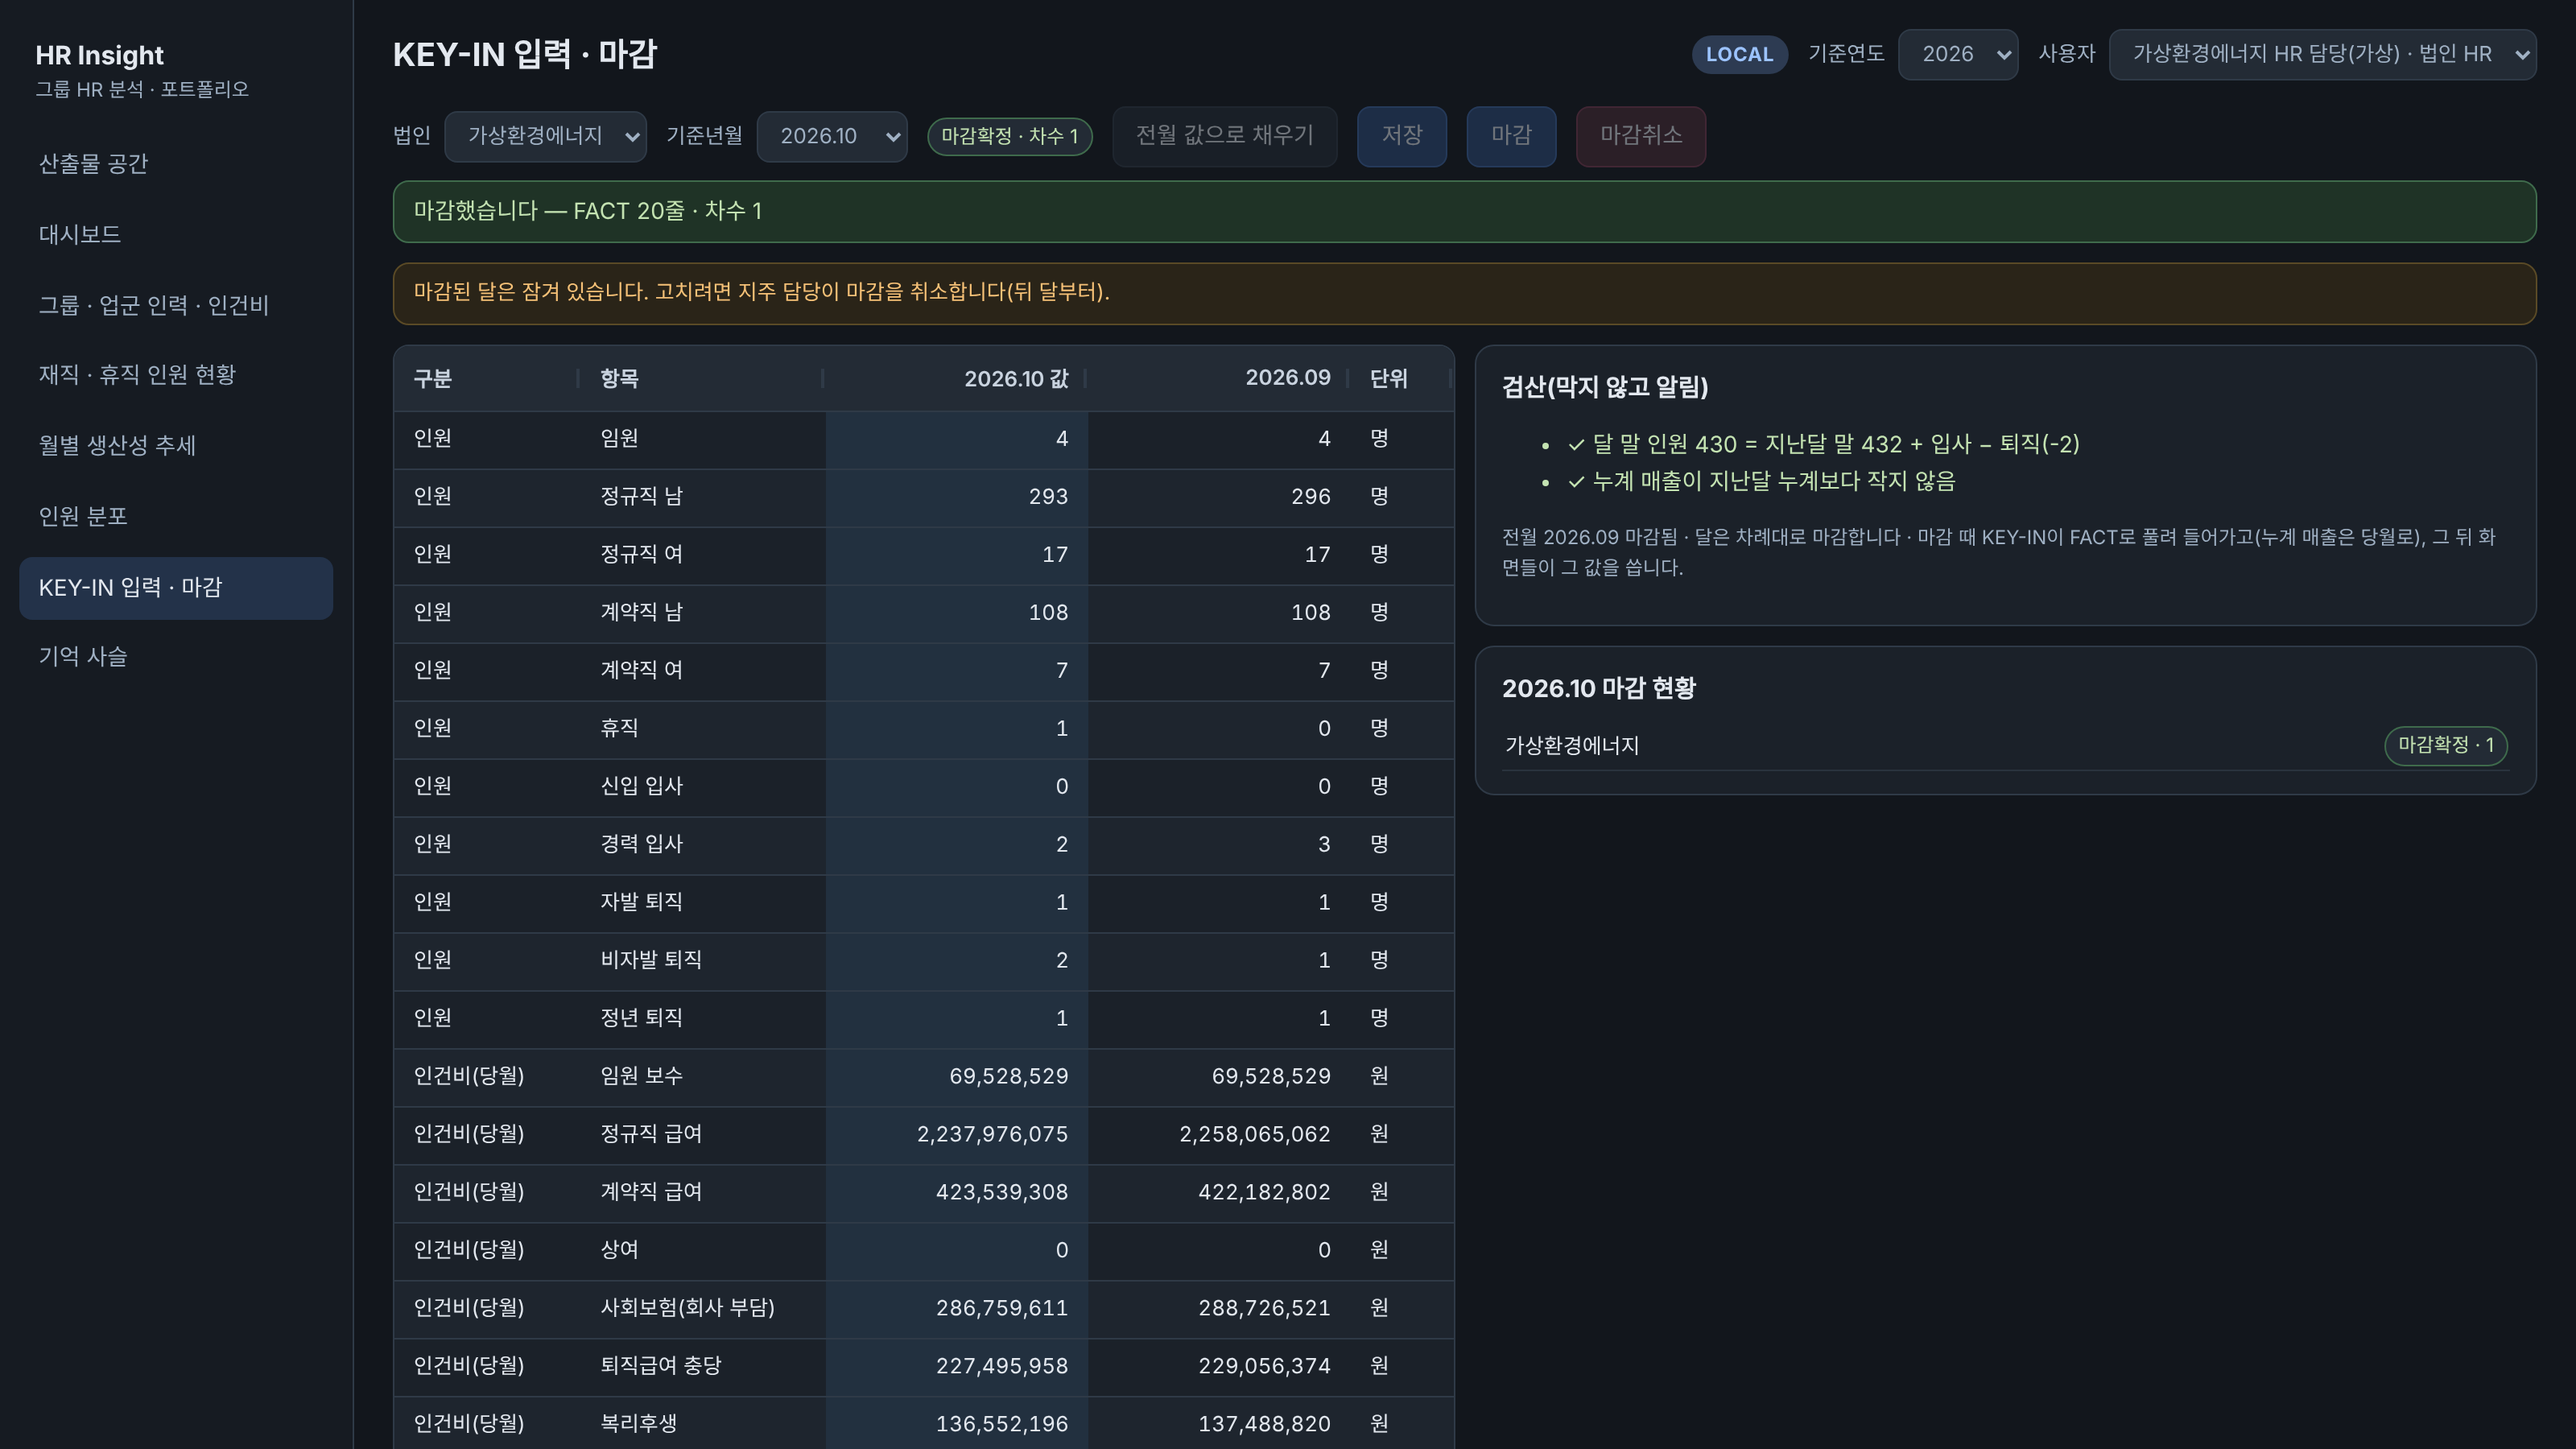 HR Insight
그룹 HR 분석 · 포트폴리오
산출물 공간
대시보드
그룹 · 업군 인력 · 인건비
재직 · 휴직 인원 현황
월별 생산성 추세
인원 분포
KEY-IN 입력 · 마감
기억 사슬
KEY-IN 입력 · 마감
LOCAL 기준연도 2026 사용자 가상환경에너지 HR 담당(가상) · 법인 HR
법인 가상환경에너지 기준년월 2026.10 마감확정 · 차수 1 전월 값으로 채우기 저장 마감 마감취소
마감했습니다 — FACT 20줄 · 차수 1
마감된 달은 잠겨 있습니다. 고치려면 지주 담당이 마감을 취소합니다(뒤 달부터).
구분 항목 2026.10 값 2026.09 단위
인원 임원 4 4 명
인원 정규직 남 293 296 명
인원 정규직 여 17 17 명
인원 계약직 남 108 108 명
인원 계약직 여 7 7 명
인원 휴직 1 0 명
인원 신입 입사 0 0 명
인원 경력 입사 2 3 명
인원 자발 퇴직 1 1 명
인원 비자발 퇴직 2 1 명
인원 정년 퇴직 1 1 명
인건비(당월) 임원 보수 69,528,529 69,528,529 원
인건비(당월) 정규직 급여 2,237,976,075 2,258,065,062 원
인건비(당월) 계약직 급여 423,539,308 422,182,802 원
인건비(당월) 상여 0 0 원
인건비(당월) 사회보험(회사 부담) 286,759,611 288,726,521 원
인건비(당월) 퇴직급여 충당 227,495,958 229,056,374 원
인건비(당월) 복리후생 136,552,196 137,488,820 원
검산(막지 않고 알림)
• ✓ 달 말 인원 430 = 지난달 말 432 + 입사 − 퇴직(-2)
• ✓ 누계 매출이 지난달 누계보다 작지 않음
전월 2026.09 마감됨 · 달은 차례대로 마감합니다 · 마감 때 KEY-IN이 FACT로 풀려 들어가고(누계 매출은 당월로), 그 뒤 화
면들이 그 값을 씁니다.
2026.10 마감 현황
가상환경에너지 마감확정 · 1